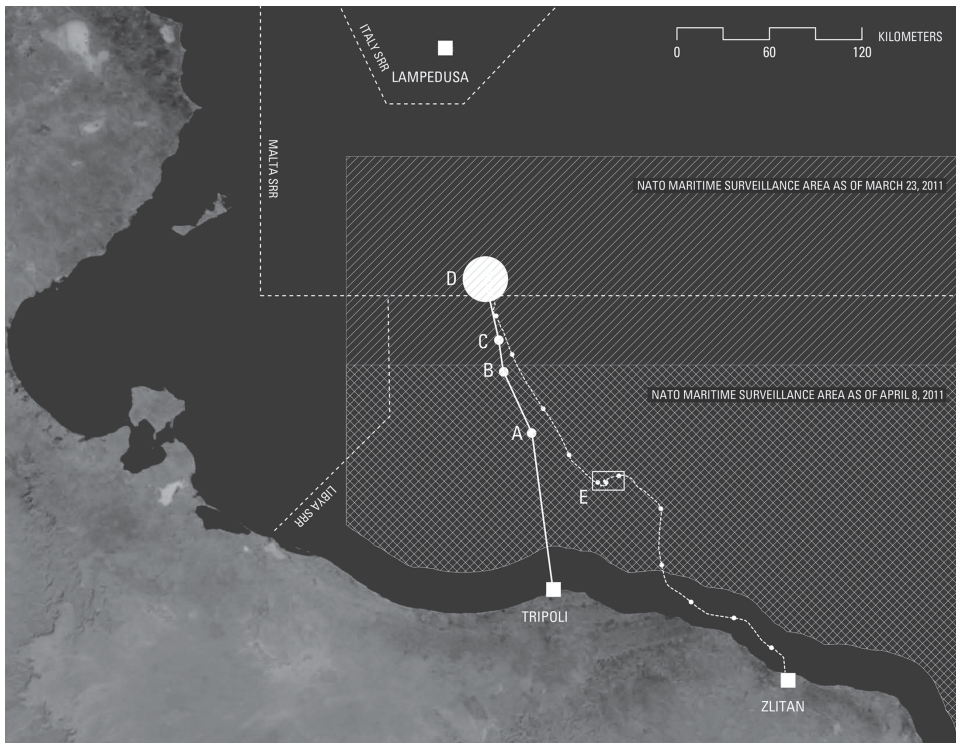 ITALY SRR
LAMPEDUSA
KILOMETERS
0 60 120
MALTA SRR
NATO MARITIME SURVEILLANCE AREA AS OF MARCH 23, 2011
D
C
B
NATO MARITIME SURVEILLANCE AREA AS OF APRIL 8, 2011
A
E
LIBYA SRR
TRIPOLI
ZLITAN